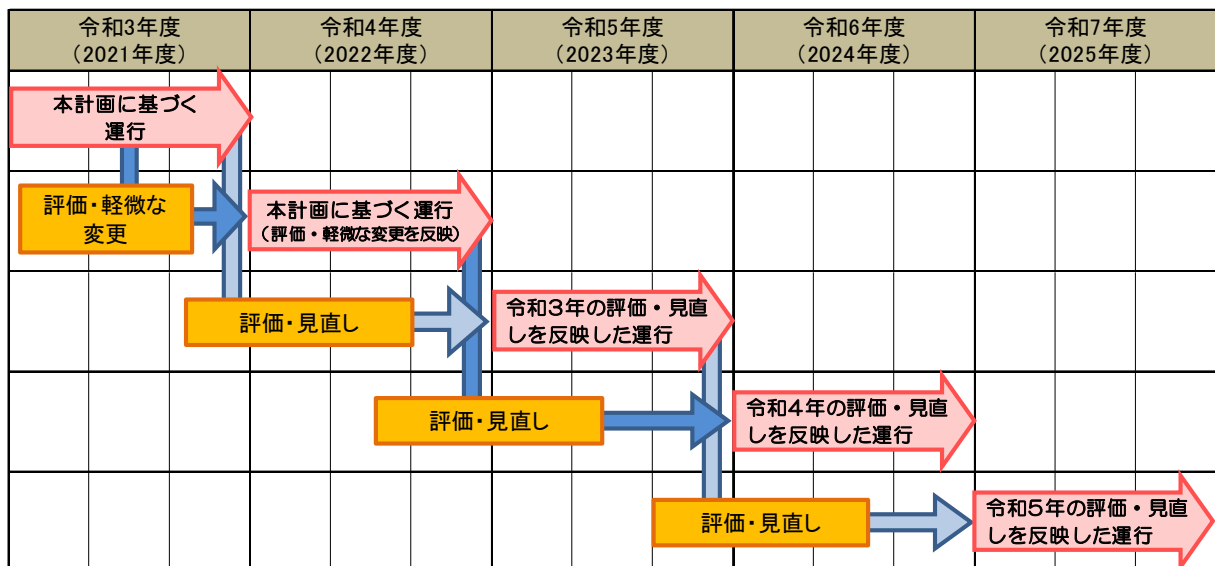 令和3年度
（2021年度）
令和4年度
（2022年度）
令和5年度
（2023年度）
令和6年度
（2024年度）
令和7年度
（2025年度）
本計画に基づく
運行
評価・軽微な
変更
本計画に基づく運行
（評価・軽微な変更を反映）
評価・見直し
令和３年の評価・見直
しを反映した運行
評価・見直し
令和４年の評価・見直
しを反映した運行
評価・見直し
令和５年の評価・見直
しを反映した運行